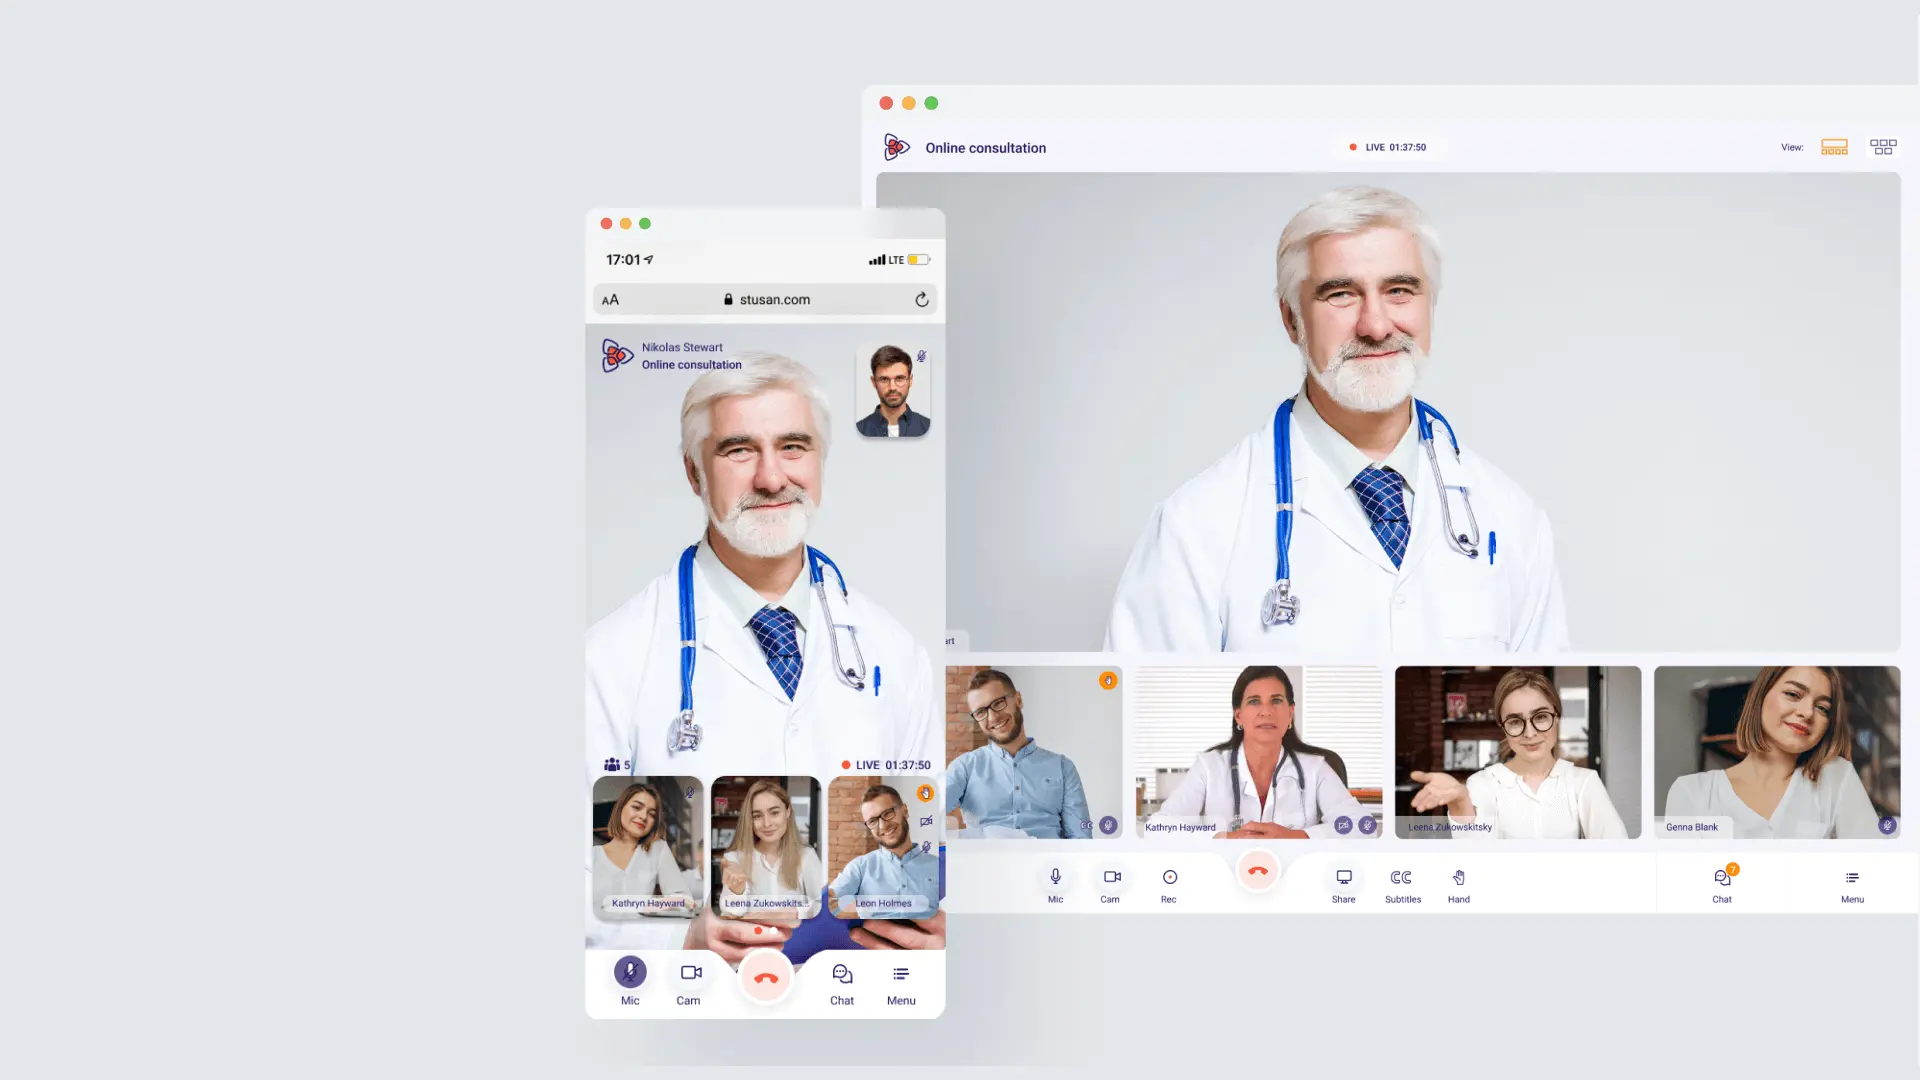 Online consultation
LIVE 01:37:50
View:
17:01
LTE
AA
stusan.com
Nikolas Stewart
Online consultation
5
LIVE 01:37:50
Kathryn Hayward
Leena Zukowskits...
Leon Holmes
Mic
Cam
Chat
Menu
art
CC
Kathryn Hayward
Leena Zukowskitsky
Genna Blank
Mic
Cam
Rec
Share
CC
Subtitles
Hand
7
Chat
Menu